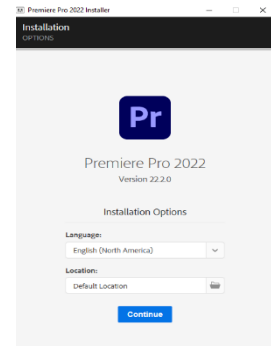 Premiere Pro 2022 Installer
Installation
OPTIONS
Pr
Premiere Pro 2022
Version 22.2.0
Installation Options
Language:
English (North America)
Location:
Default Location
Continue